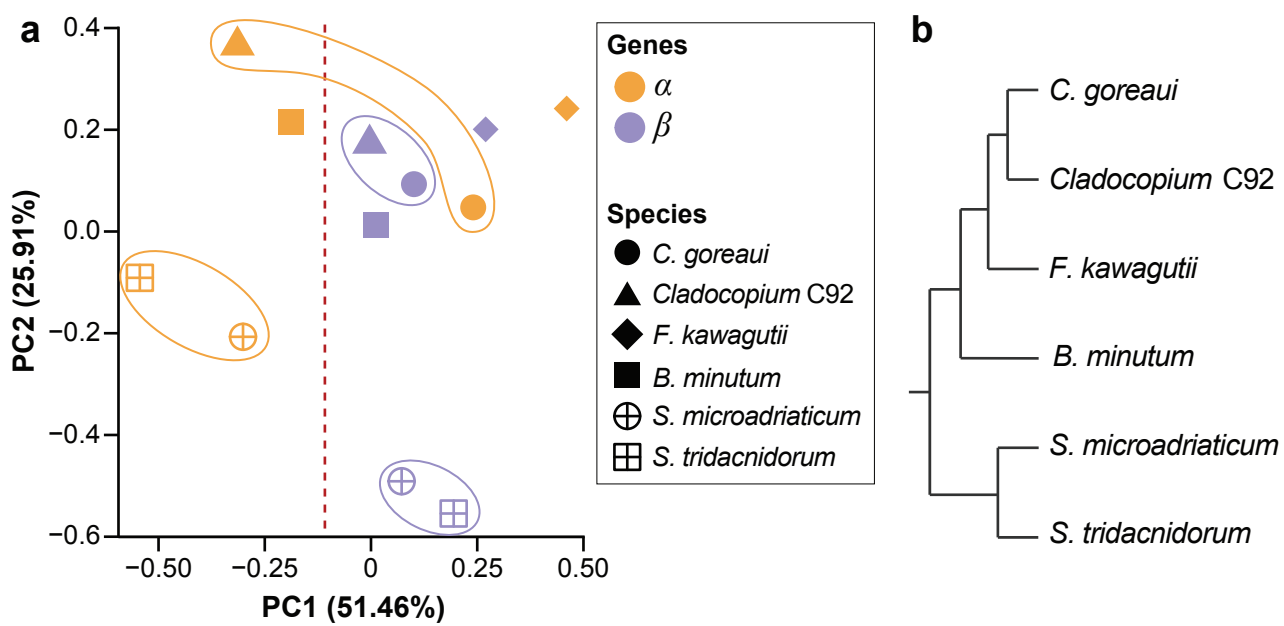 a
0.4
0.2
0.0
−0.2
−0.4
−0.6
PC2 (25.91%)
−0.50
−0.25
0
0.25
0.50
PC1 (51.46%)
Genes
α
β
Species
C. goreaui
Cladocopium C92
F. kawagutii
B. minutum
S. microadriaticum
S. tridacnidorum
b
C. goreaui
Cladocopium C92
F. kawagutii
B. minutum
S. microadriaticum
S. tridacnidorum